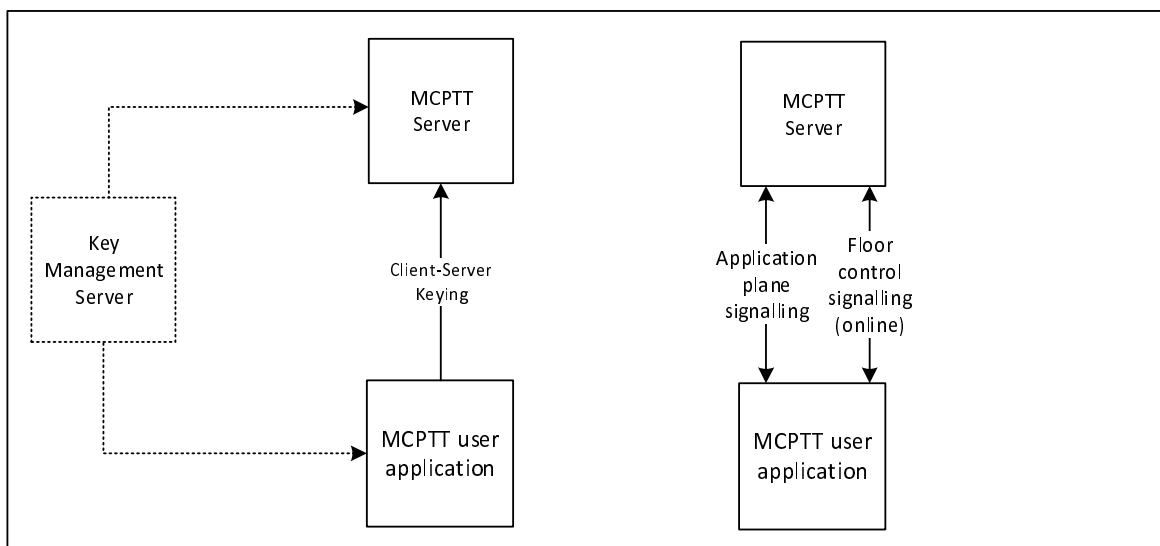 MCPTT
Server
MCPTT
Server
Key
Management
Server
Client-Server
Keying
Application
plane
signalling
Floor
control
signalling
(online)
MCPTT user
application
MCPTT user
application